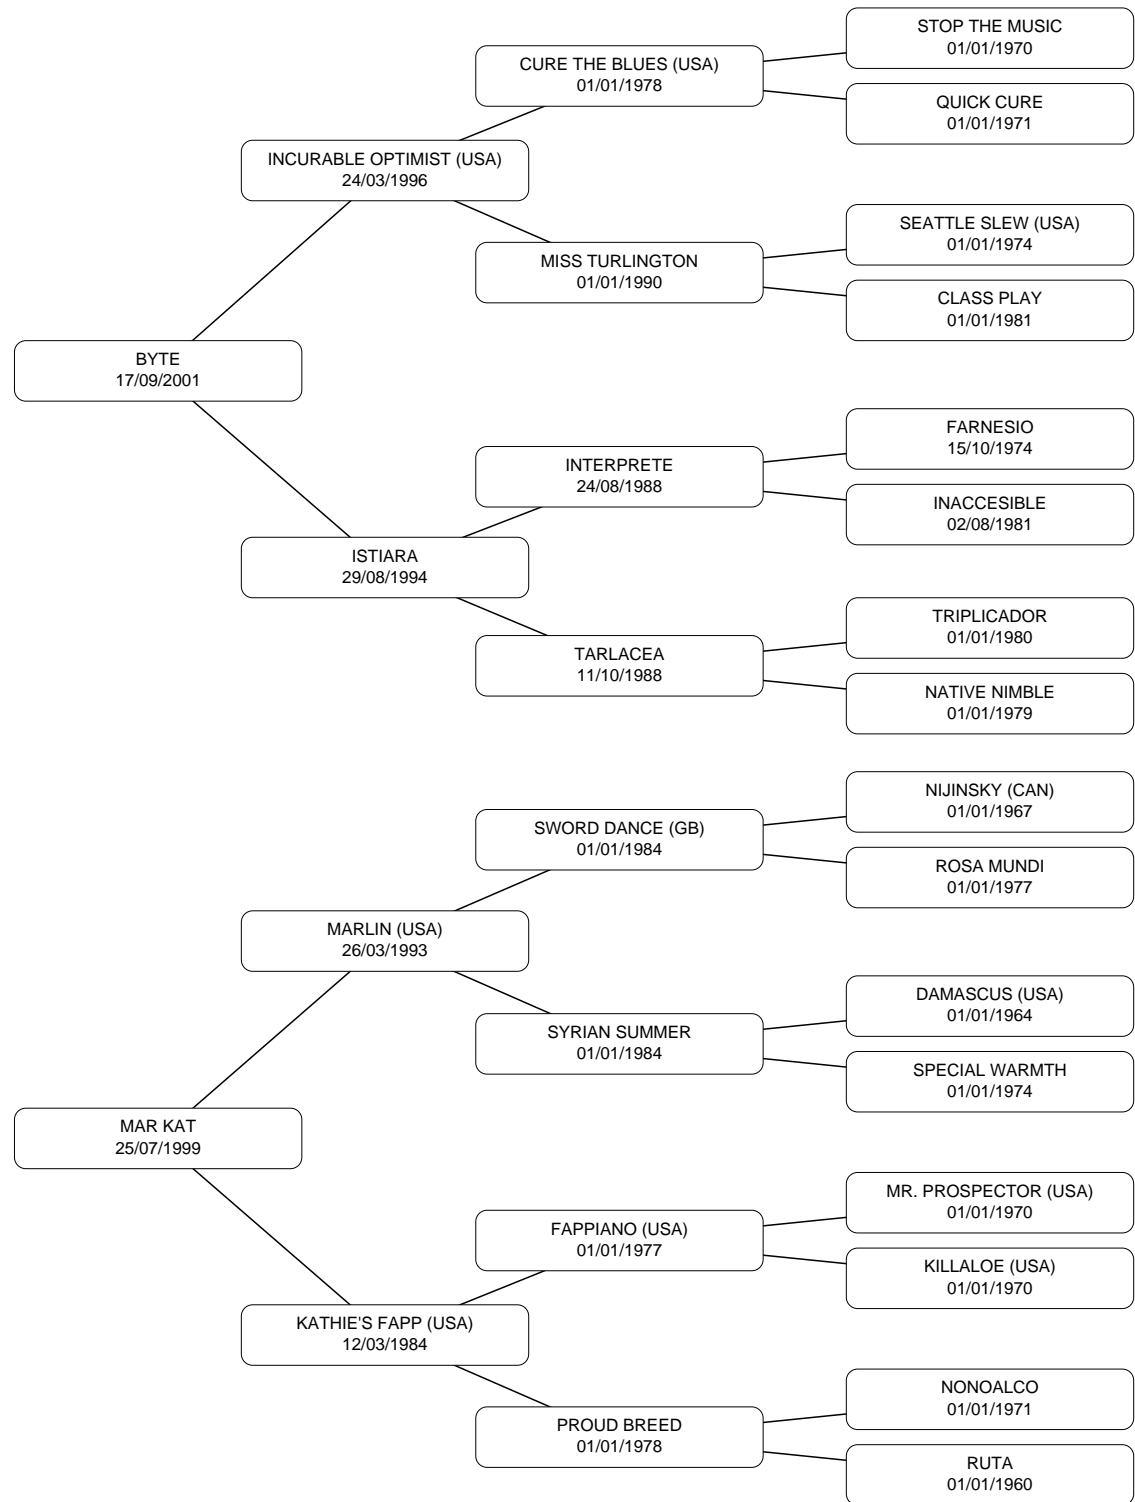 STOP THE MUSIC
01/01/1970
CURE THE BLUES (USA)
01/01/1978
QUICK CURE
01/01/1971
INCURABLE OPTIMIST (USA)
24/03/1996
SEATTLE SLEW (USA)
01/01/1974
MISS TURLINGTON
01/01/1990
CLASS PLAY
01/01/1981
BYTE
17/09/2001
FARNESIO
15/10/1974
INTERPRETE
24/08/1988
INACCESIBLE
02/08/1981
ISTIARA
29/08/1994
TRIPLICADOR
01/01/1980
TARLACEA
11/10/1988
NATIVE NIMBLE
01/01/1979
NIJINSKY (CAN)
01/01/1967
SWORD DANCE (GB)
01/01/1984
ROSA MUNDI
01/01/1977
MARLIN (USA)
26/03/1993
DAMASCUS (USA)
01/01/1964
SYRIAN SUMMER
01/01/1984
SPECIAL WARMTH
01/01/1974
MAR KAT
25/07/1999
MR. PROSPECTOR (USA)
01/01/1970
FAPPIANO (USA)
01/01/1977
KILLALOE (USA)
01/01/1970
KATHIE'S FAPP (USA)
12/03/1984
NONOALCO
01/01/1971
PROUD BREED
01/01/1978
RUTA
01/01/1960